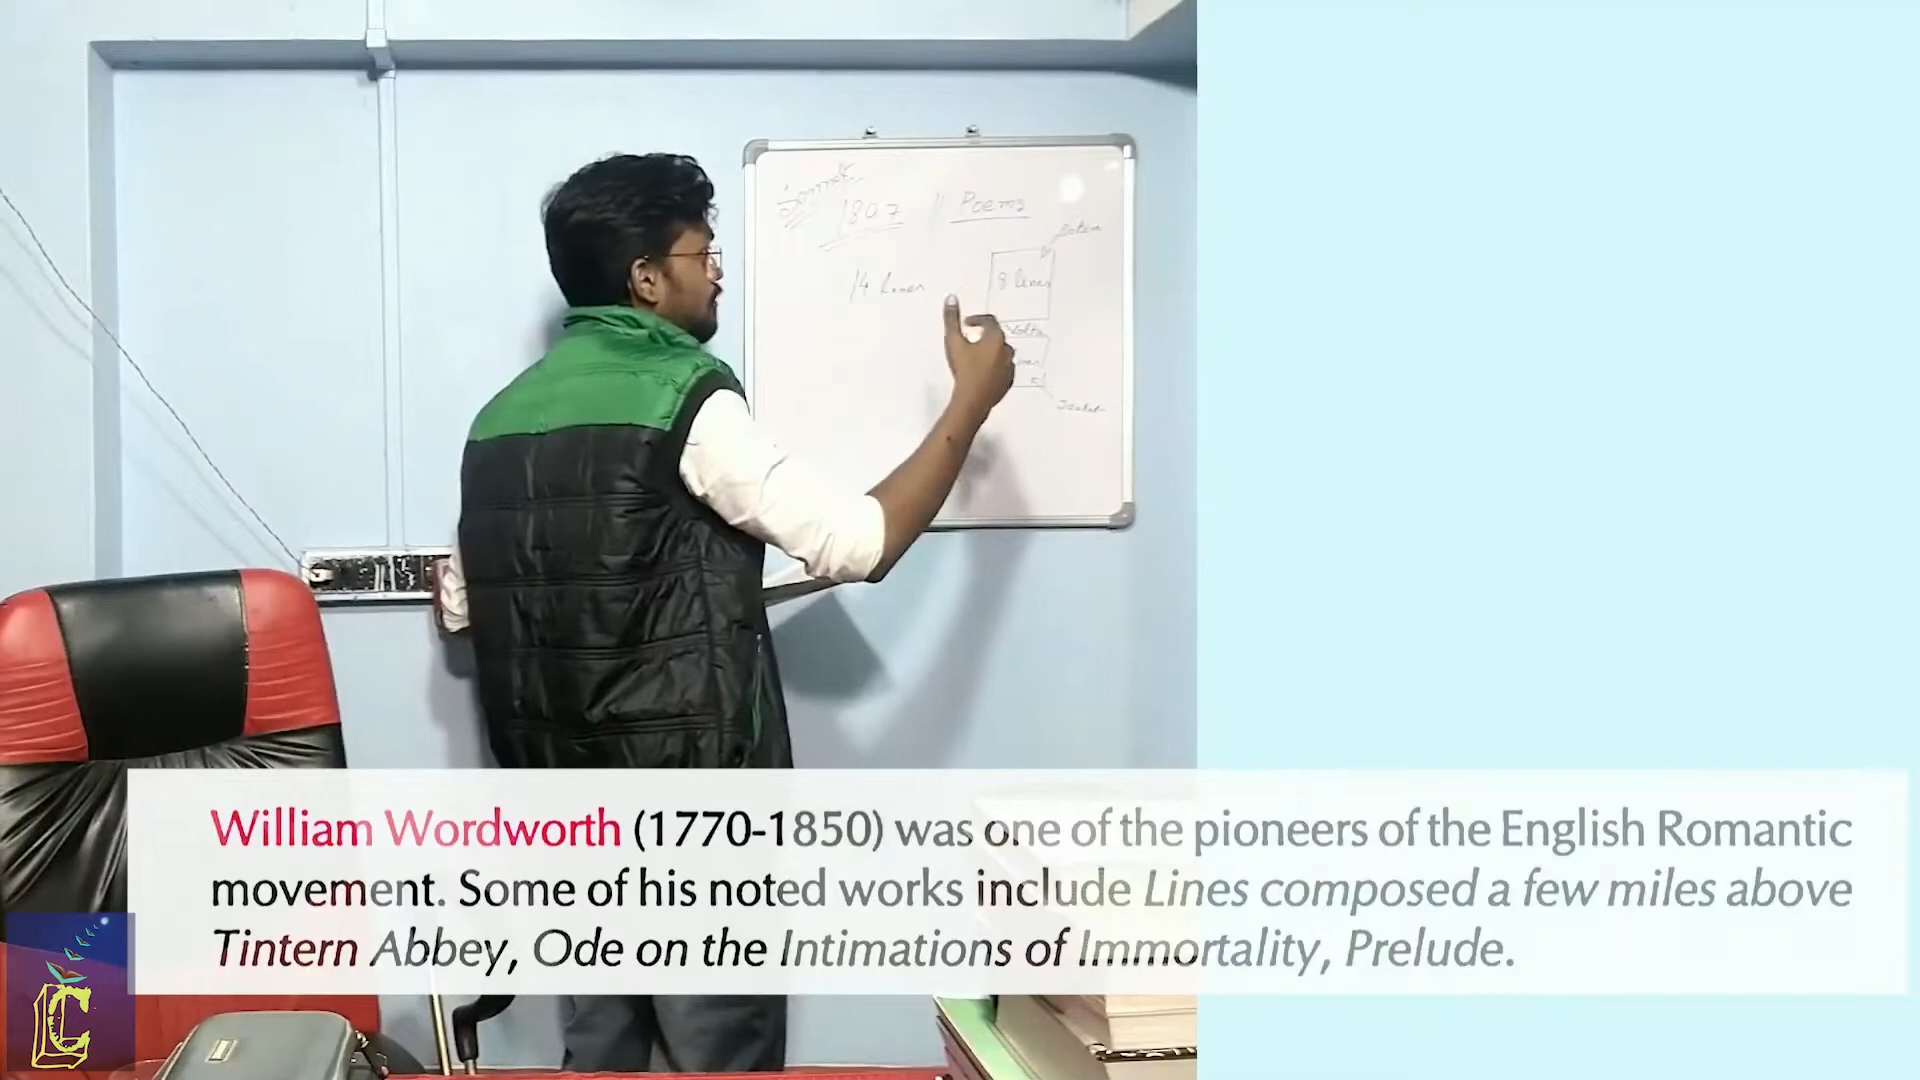 Sonnet
1807 " Poems
14 lines
8 lines
Volta
William Wordworth (1770-1850) was one of the pioneers of the English Romantic
movement. Some of his noted works include Lines composed a few miles above
Tintern Abbey, Ode on the Intimations of Immortality, Prelude.
LC